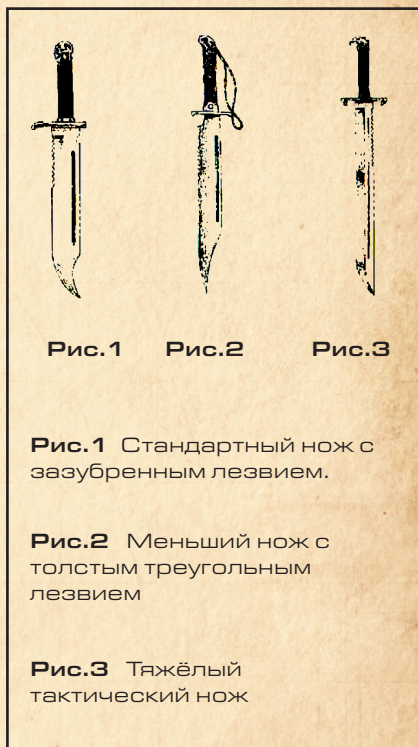 Рис.1 Рис.2 Рис.3
Рис.1 Стандартный нож с
зазубренным лезвием.
Рис.2 Меньший нож с
толстым треугольным
лезвием
Рис.3 Тяжёлый
тактический нож